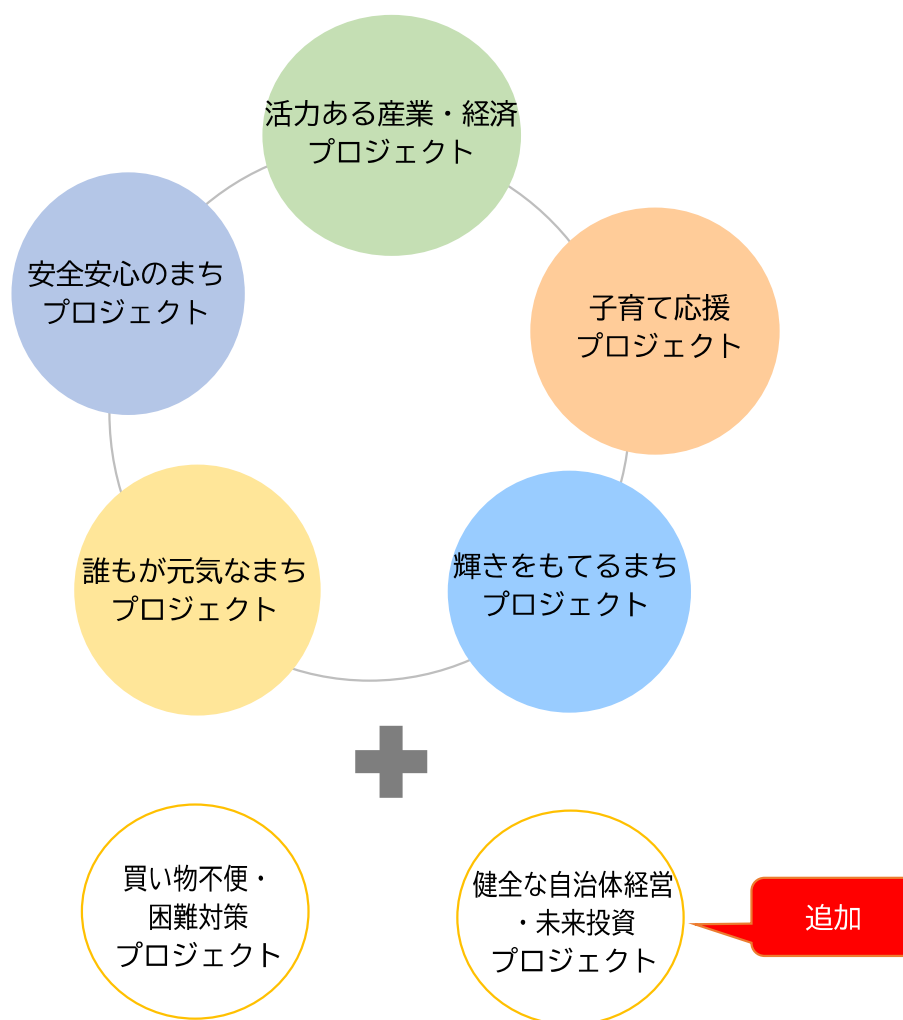 活力ある産業・経済
プロジェクト
安全安心のまち
プロジェクト
子育て応援
プロジェクト
誰もが元気なまち
プロジェクト
輝きをもてるまち
プロジェクト
買い物不便・
困難対策
プロジェクト
健全な自治体経営
・未来投資
プロジェクト
追加